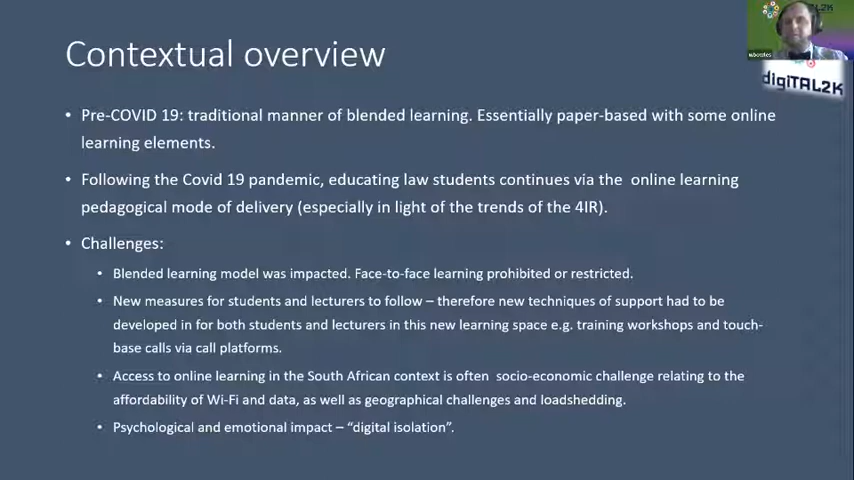 Contextual overview
• Pre-COVID 19: traditional manner of blended learning. Essentially paper-based with some online
learning elements.
• Following the Covid 19 pandemic, educating law students continues via the online learning
pedagogical mode of delivery (especially in light of the trends of the 4IR).
• Challenges:
• Blended learning model was impacted. Face-to-face learning prohibited or restricted.
• New measures for students and lecturers to follow – therefore new techniques of support had to be
developed in for both students and lecturers in this new learning space e.g. training workshops and touch-
base calls via call platforms.
• Access to online learning in the South African context is often socio-economic challenge relating to the
affordability of Wi-Fi and data, as well as geographical challenges and loadshedding.
• Psychological and emotional impact – “digital isolation”.
digiTAL2K